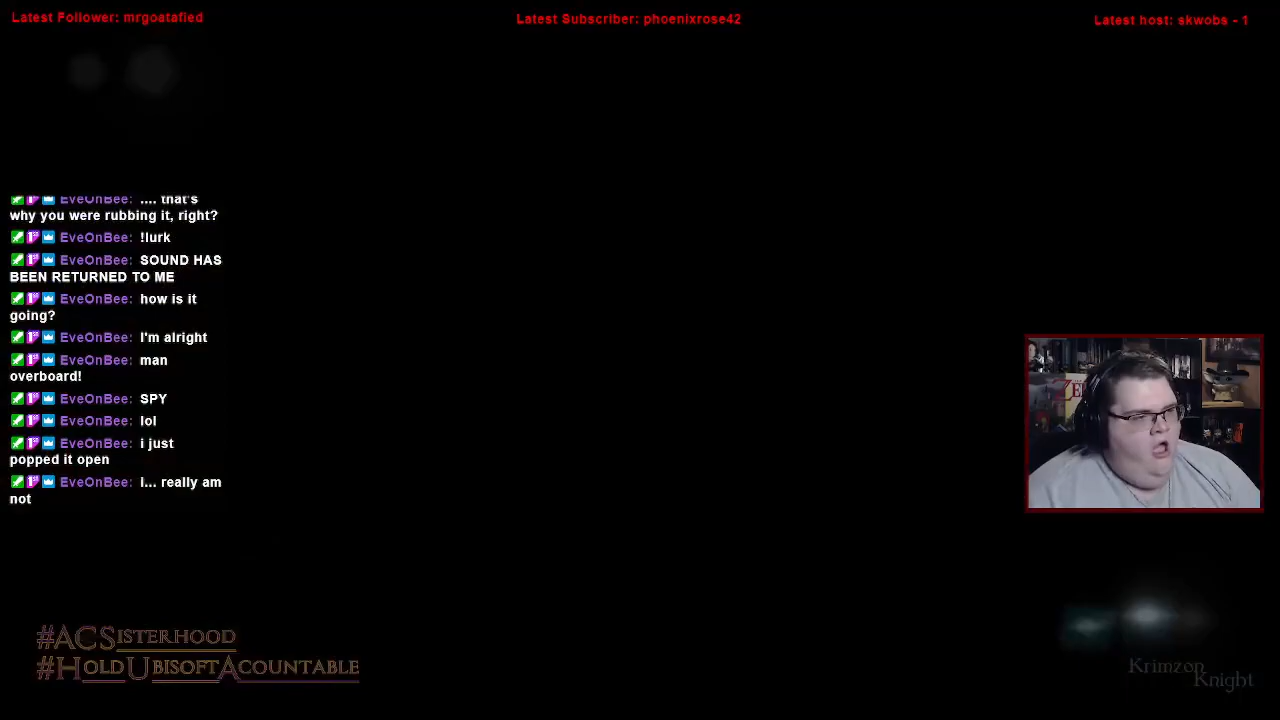 Latest Follower: mrgoatafied
Latest Subscriber: phoenixrose42
Latest host: skwobs - 1
EveOnBee: .... that's
why you were rubbing it, right?
EveOnBee: !lurk
EveOnBee: SOUND HAS
BEEN RETURNED TO ME
EveOnBee: how is it
going?
EveOnBee: I'm alright
EveOnBee: man
overboard!
EveOnBee: SPY
EveOnBee: lol
EveOnBee: i just
popped it open
EveOnBee: i... really am
not
#ACSisterhood
#HoldUbisoftAcountable
Krimzon
Knight